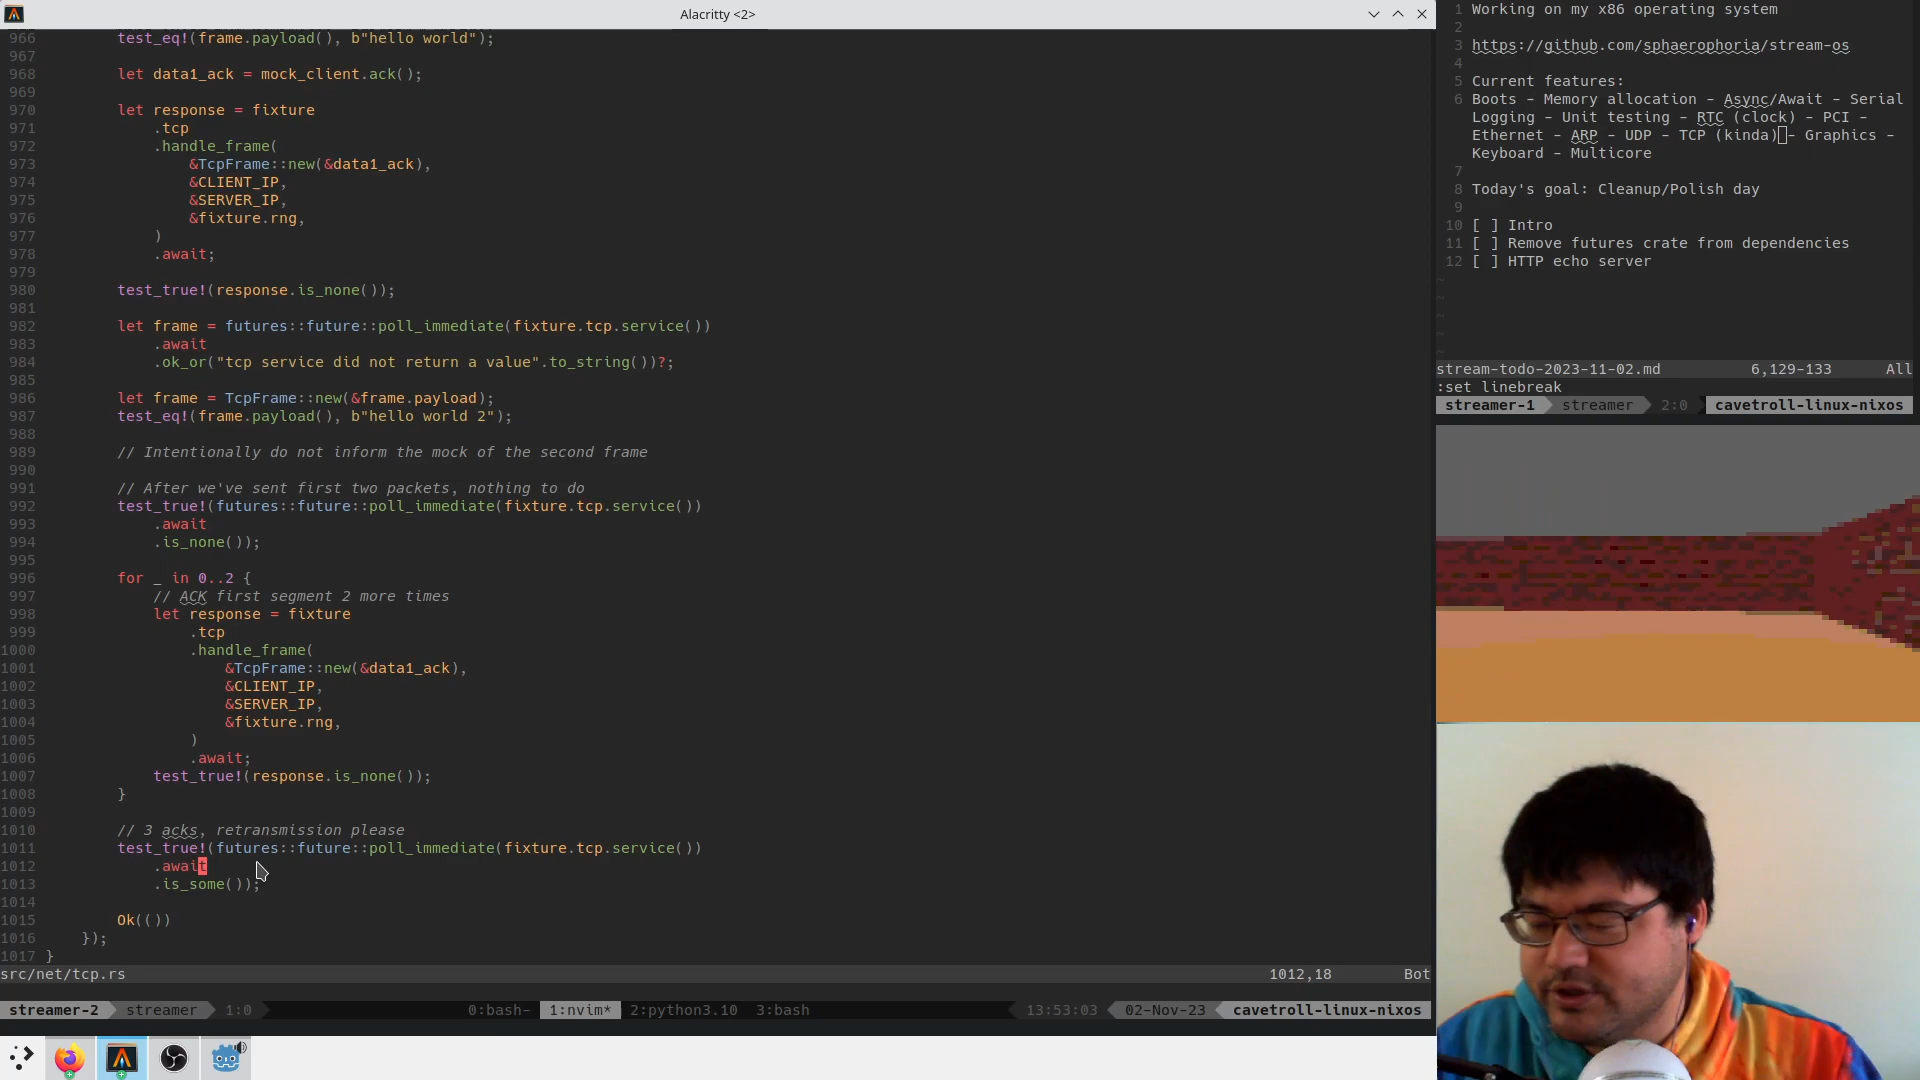 Alacritty <2>
966 test_eq!(frame.payload(), b"hello world");
967
968 let data1_ack = mock_client.ack();
969
970 let response = fixture
971 .tcp
972 .handle_frame(
973 &TcpFrame::new(&data1_ack),
974 &CLIENT_IP,
975 &SERVER_IP,
976 &fixture.rng,
977 )
978 .await;
979
980 test_true!(response.is_none());
981
982 let frame = futures::future::poll_immediate(fixture.tcp.service())
983 .await
984 .ok_or("tcp service did not return a value".to_string())?;
985
986 let frame = TcpFrame::new(&frame.payload);
987 test_eq!(frame.payload(), b"hello world 2");
988
989 // Intentionally do not inform the mock of the second frame
990
991 // After we've sent first two packets, nothing to do
992 test_true!(futures::future::poll_immediate(fixture.tcp.service())
993 .await
994 .is_none());
995
996 for _ in 0..2 {
997 // ACK first segment 2 more times
998 let response = fixture
999 .tcp
1000 .handle_frame(
1001 &TcpFrame::new(&data1_ack),
1002 &CLIENT_IP,
1003 &SERVER_IP,
1004 &fixture.rng,
1005 )
1006 .await;
1007 test_true!(response.is_none());
1008 }
1009
1010 // 3 acks, retransmission please
1011 test_true!(futures::future::poll_immediate(fixture.tcp.service())
1012 .await
1013 .is_some());
1014
1015 Ok(())
1016 });
1017 }
src/net/tcp.rs 1012,18 Bot
streamer-2 streamer 1:0 0:bash- 1:nvim* 2:python3.10 3:bash 13:53:03 02-Nov-23 cavetroll-linux-nixos
1 Working on my x86 operating system
2
3 https://github.com/sphaerophoria/stream-os
4
5 Current features:
6 Boots - Memory allocation - Async/Await - Serial
Logging - Unit testing - RTC (clock) - PCI -
Ethernet - ARP - UDP - TCP (kinda) - Graphics -
Keyboard - Multicore
7
8 Today's goal: Cleanup/Polish day
9
10 [ ] Intro
11 [ ] Remove futures crate from dependencies
12 [ ] HTTP echo server
~
~
~
~
~
stream-todo-2023-11-02.md 6,129-133 All
:set linebreak
streamer-1 streamer 2:0 cavetroll-linux-nixos